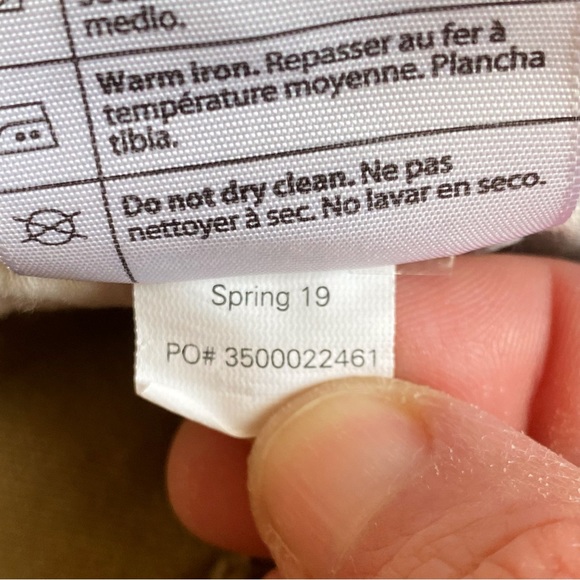 medio.
Warm iron. Repasser au fer à
température moyenne. Plancha
tibia.
Do not dry clean. Ne pas
nettoyer à sec. No lavar en seco.
Spring 19
PO# 3500022461